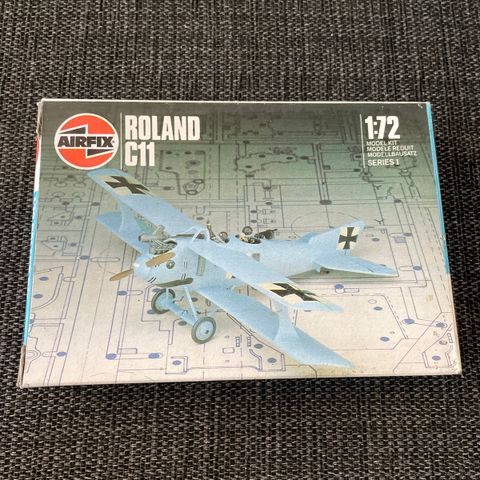 AIRFIX
ROLAND
C11
1:72
MODEL KIT
MODELE REDUIT
MODELLBAUSATZ
SERIES 1